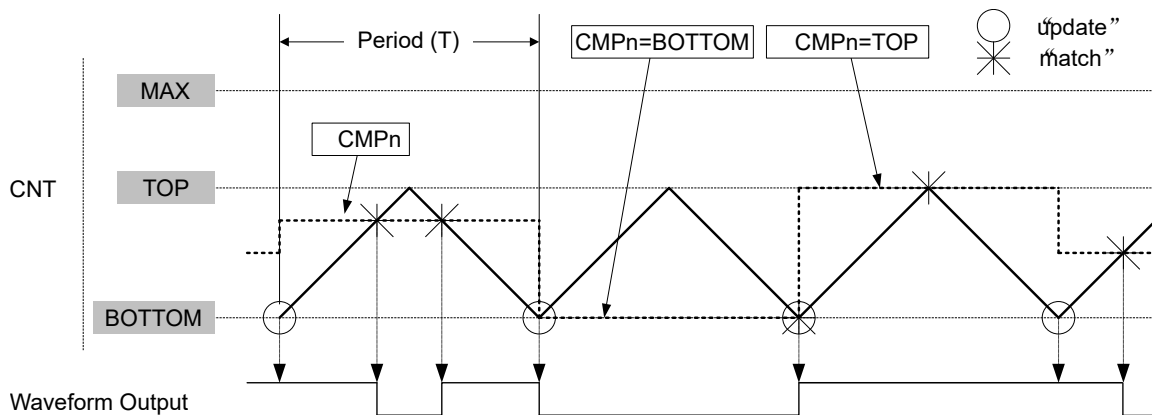 Period (T)
CMPn=BOTTOM
CMPn=TOP
“update”
“match”
MAX
CMPn
CNT
TOP
BOTTOM
Waveform Output